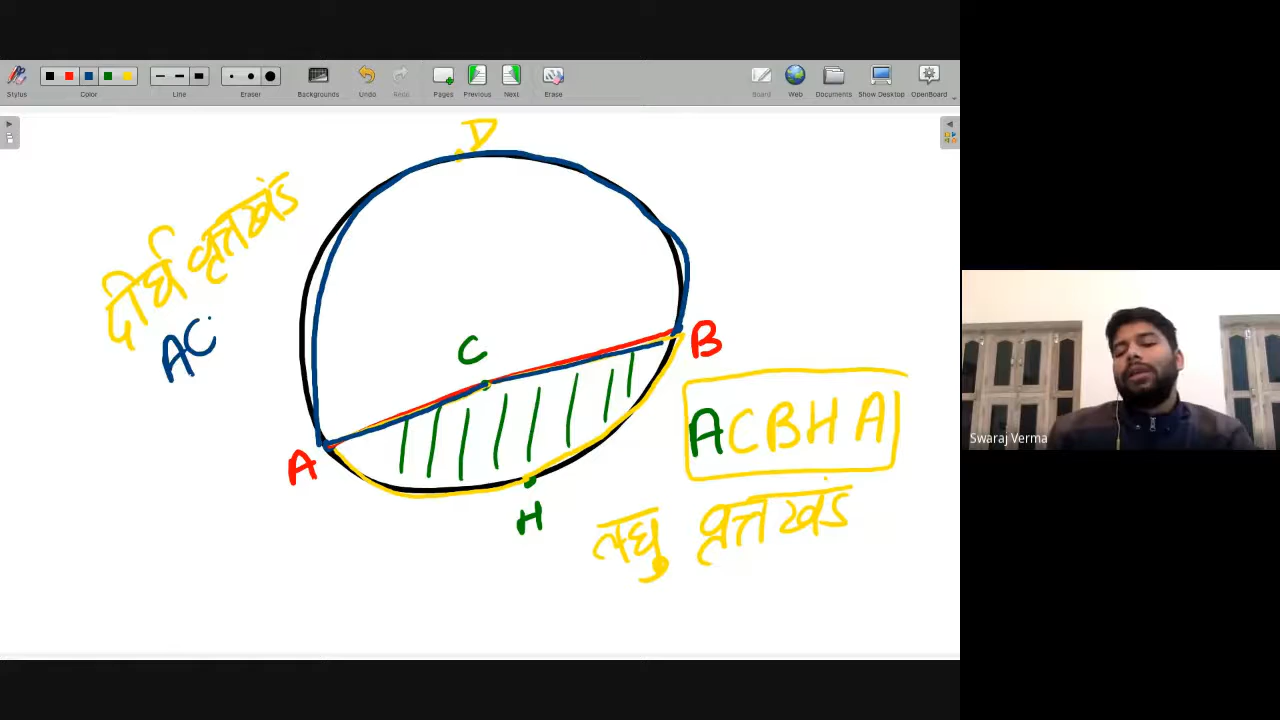 Stylus
Color
Line
Eraser
Backgrounds
Undo
Redo
Pages
Previous
Next
Erase
Board
Web
Documents
Show Desktop
OpenBoard
D
दीर्घ वृत्तखंड
AC
C
B
A
ACBHA
H
लघु वृत्तखंड
Swaraj Verma